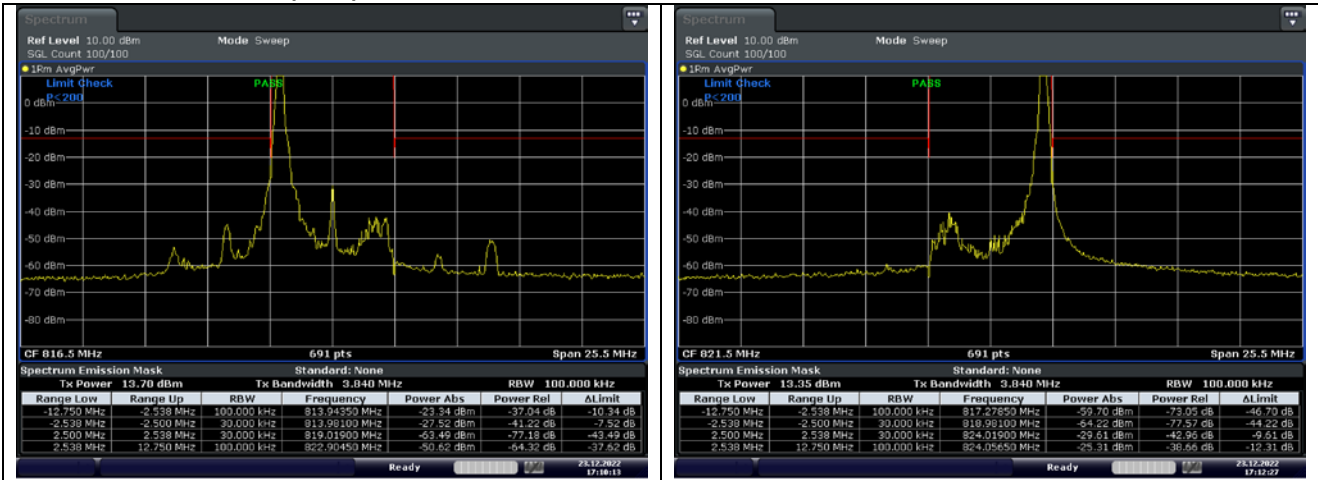 Spectrum
Ref Level 10.00 dBm Mode Sweep
SGL Count 100/100
1Rm AvgPwr
Limit Check PASS
P<200
0 dBm
-10 dBm
-20 dBm
-30 dBm
-40 dBm
-50 dBm
-60 dBm
-70 dBm
-80 dBm
CF 816.5 MHz 691 pts Span 25.5 MHz
Spectrum Emission Mask Standard: None
Tx Power 13.70 dBm Tx Bandwidth 3.840 MHz RBW 100.000 kHz
Range Low Range Up RBW Frequency Power Abs Power Rel ΔLimit
-12.750 MHz -2.538 MHz 100.000 kHz 813.94350 MHz -23.34 dBm -37.04 dB -10.34 dB
-2.538 MHz -2.500 MHz 30.000 kHz 813.98100 MHz -27.52 dBm -41.22 dB -7.52 dB
2.500 MHz 2.538 MHz 30.000 kHz 819.01900 MHz -63.49 dBm -77.18 dB -43.49 dB
2.538 MHz 12.750 MHz 100.000 kHz 822.90450 MHz -50.62 dBm -64.32 dB -37.62 dB
Ready 23.12.2022
17:10:13
Spectrum
Ref Level 10.00 dBm Mode Sweep
SGL Count 100/100
1Rm AvgPwr
Limit Check PASS
P<200
0 dBm
-10 dBm
-20 dBm
-30 dBm
-40 dBm
-50 dBm
-60 dBm
-70 dBm
-80 dBm
CF 821.5 MHz 691 pts Span 25.5 MHz
Spectrum Emission Mask Standard: None
Tx Power 13.35 dBm Tx Bandwidth 3.840 MHz RBW 100.000 kHz
Range Low Range Up RBW Frequency Power Abs Power Rel ΔLimit
-12.750 MHz -2.538 MHz 100.000 kHz 817.27850 MHz -59.70 dBm -73.05 dB -46.70 dB
-2.538 MHz -2.500 MHz 30.000 kHz 818.98100 MHz -64.22 dBm -77.57 dB -44.22 dB
2.500 MHz 2.538 MHz 30.000 kHz 824.01900 MHz -29.61 dBm -42.96 dB -9.61 dB
2.538 MHz 12.750 MHz 100.000 kHz 824.05650 MHz -25.31 dBm -38.66 dB -12.31 dB
Ready 23.12.2022
17:12:27